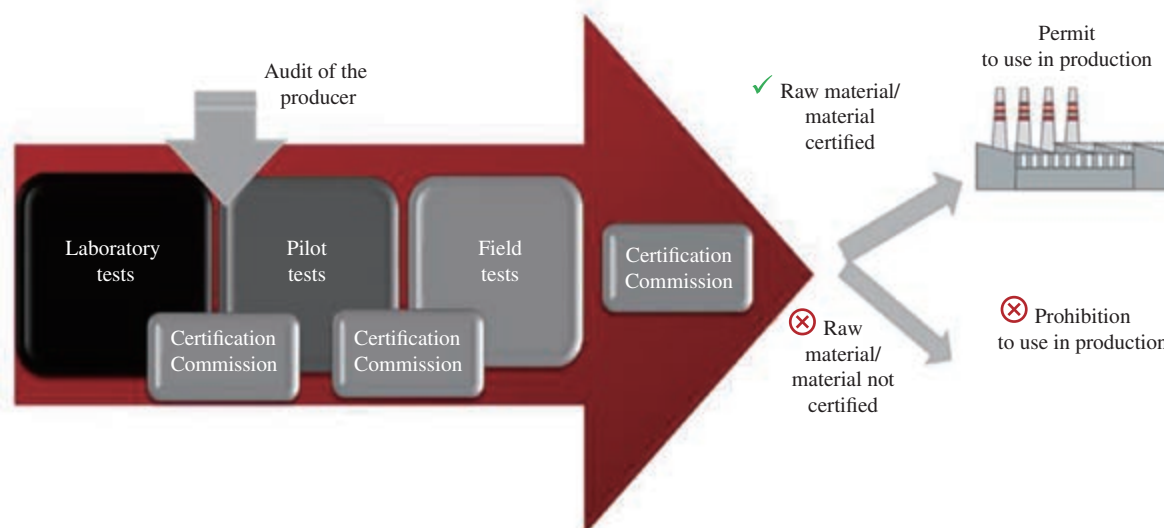 Audit of the
producer
Laboratory
tests
Pilot
tests
Field
tests
Certification
Commission
Certification
Commission
Certification
Commission
Raw material/
material
certified
Raw
material/
material not
certified
Permit
to use in production
Prohibition
to use in production